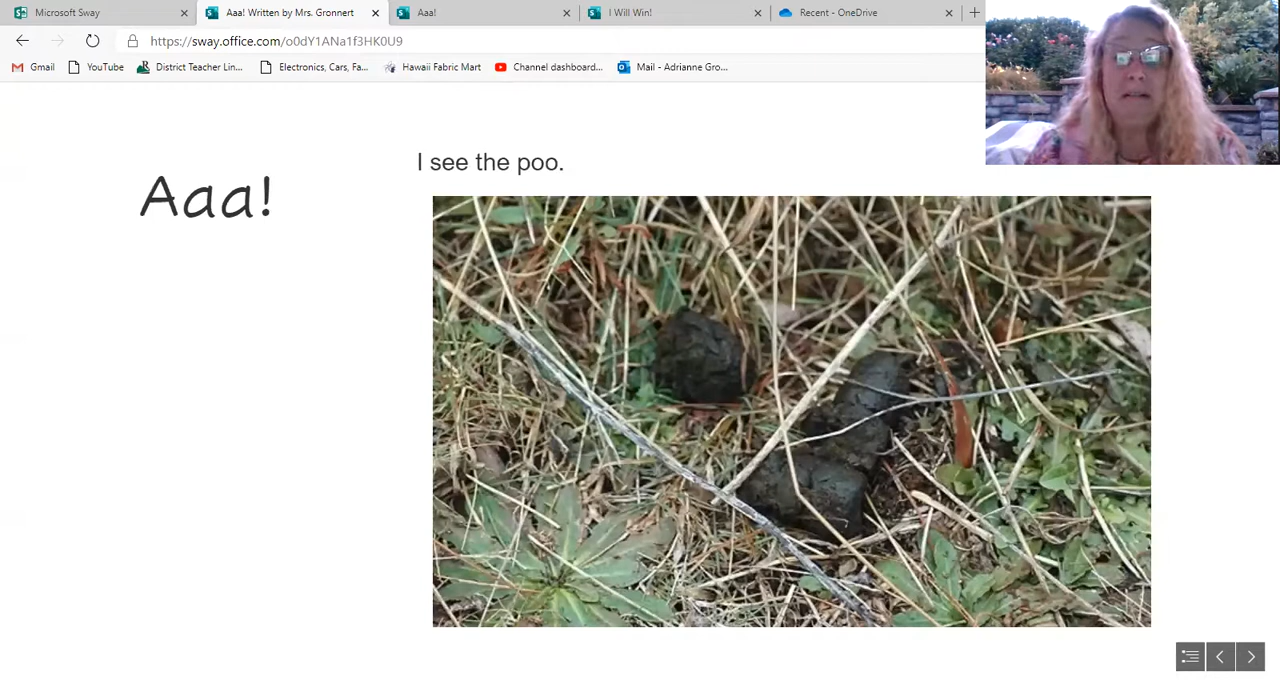 Microsoft Sway
Aaa! Written by Mrs. Gronnert
Aaa!
I Will Win!
Recent - OneDrive
https://sway.office.com/o0dY1ANa1f3HK0U9
Gmail
YouTube
District Teacher Lin...
Electronics, Cars, Fa...
Hawaii Fabric Mart
Channel dashboard...
Mail - Adrianne Gro...
I see the poo.
Aaa!